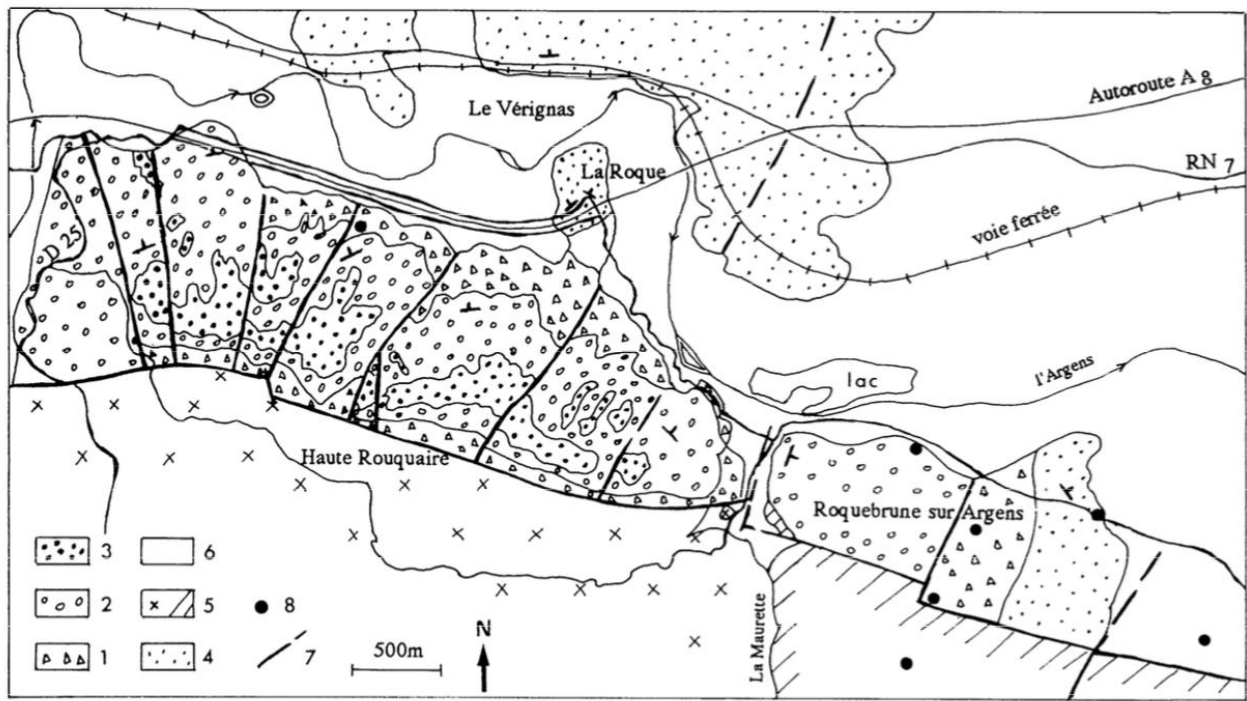 Autoroute A 8
Le Vérignas
La Roque
RN 7
voie ferrée
D 25
lac
l'Argens
Haute Rouquaire
Roquebrune sur Argens
La Maurette
3 6
2 5 8
1 4 7
500m
N